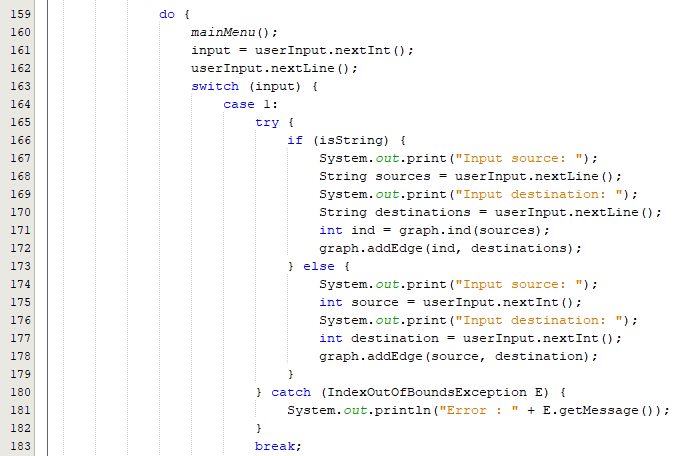 159 do {
160 mainMenu();
161 input = userInput.nextInt();
162 userInput.nextLine();
163 switch (input) {
164 case 1:
165 try {
166 if (isString) {
167 System.out.print("Input source: ");
168 String sources = userInput.nextLine();
169 System.out.print("Input destination: ");
170 String destinations = userInput.nextLine();
171 int ind = graph.ind(sources);
172 graph.addEdge(ind, destinations);
173 } else {
174 System.out.print("Input source: ");
175 int source = userInput.nextInt();
176 System.out.print("Input destination: ");
177 int destination = userInput.nextInt();
178 graph.addEdge(source, destination);
179 }
180 } catch (IndexOutOfBoundsException E) {
181 System.out.println("Error : " + E.getMessage());
182 }
183 break;